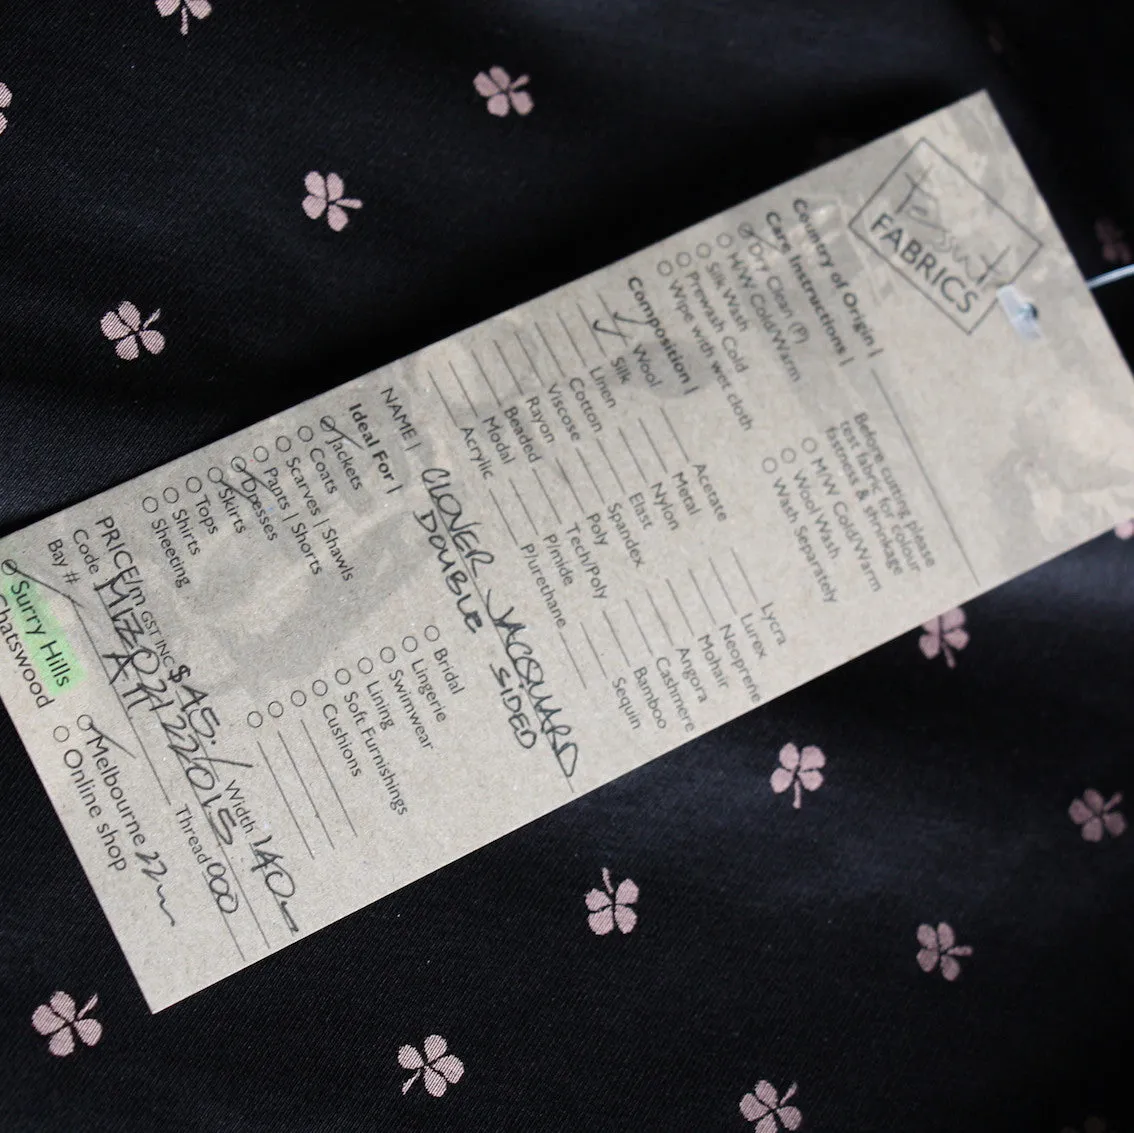 Tessuti
FABRICS
Country of Origin |
Care Instructions |
Dry Clean (P)
H/W Cold/Warm
Silk Wash
Prewash Cold
Wipe with wet cloth
Before cutting please
test fabric for colour
fastness & shrinkage
M/W Cold/Warm
Wool Wash
Wash Separately
Composition |
Wool
Silk
Linen
Cotton
Viscose
Rayon
Beaded
Modal
Acrylic
Acetate
Metal
Nylon
Elast
Spandex
Poly
Tech/Poly
P/mide
P/urethane
Lycra
Lurex
Neoprene
Mohair
Angora
Cashmere
Bamboo
Sequin
NAME | CLOVER JACQUARD
DOUBLE SIDED
Ideal For |
Jackets
Coats
Scarves | Shawls
Pants | Shorts
Dresses
Skirts
Tops
Shirts
Sheeting
Bridal
Lingerie
Swimwear
Lining
Soft Furnishings
Cushions
PRICE/m GST INC $45./ Width 140
Code Thread 000
Bay #
Surry Hills
Chatswood
Melbourne 22m
Online shop